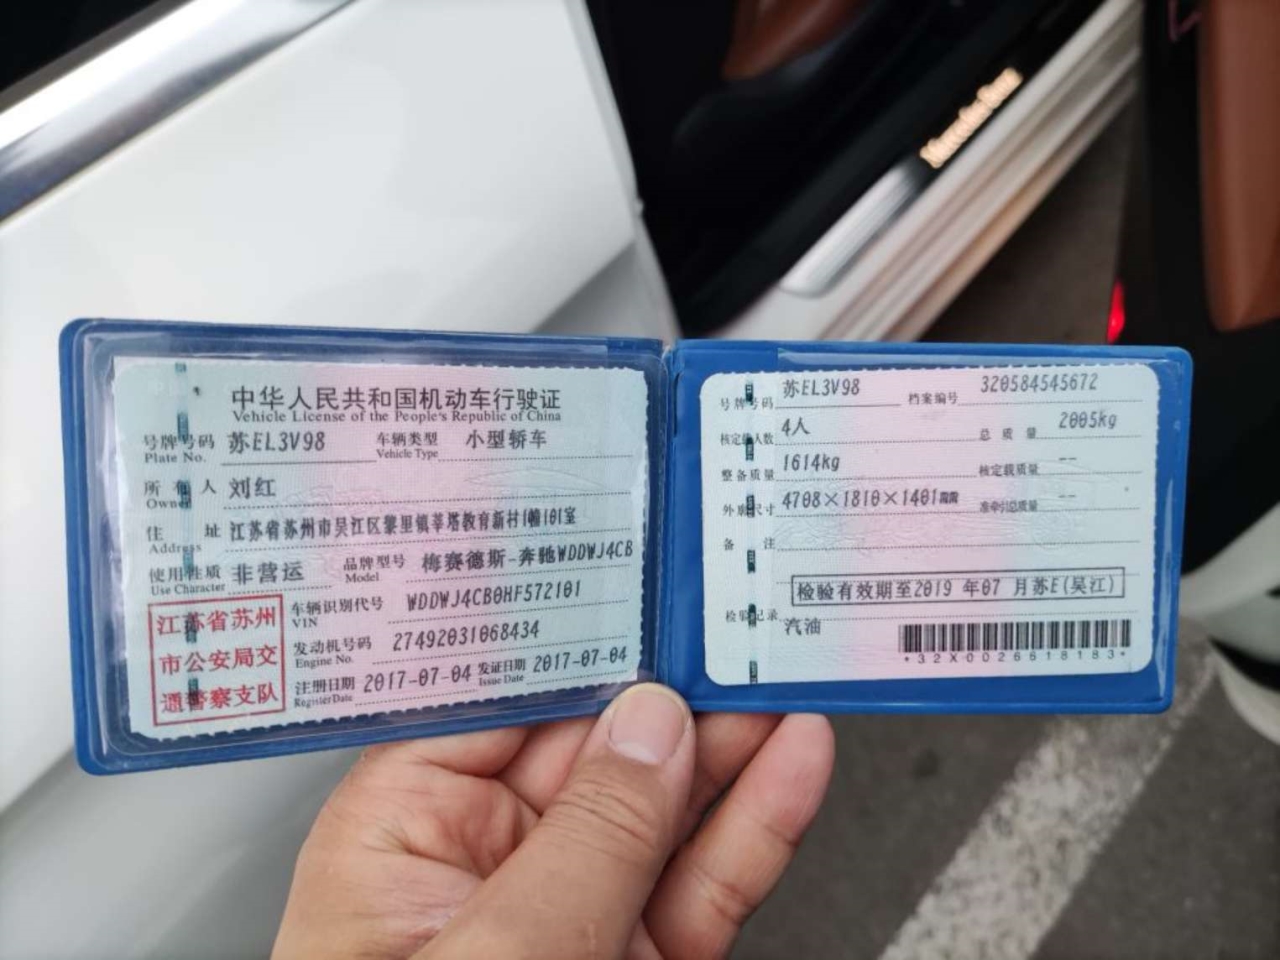 Mercedes-Benz
中华人民共和国机动车行驶证
Vehicle License of the People's Republic of China
号牌号码 苏EL3V98 车辆类型 小型轿车
Plate No. Vehicle Type
所有人 刘红
Owner
住址 江苏省苏州市吴江区黎里镇莘塔教育新村1幢101室
Address
使用性质 非营运 品牌型号 梅赛德斯-奔驰WDDWJ4CB
Use Character Model
江苏省苏州
市公安局交
通警察支队
车辆识别代号 WDDWJ4CB0HF572101
VIN
发动机号码 27492031068434
Engine No.
注册日期 2017-07-04 发证日期 2017-07-04
Register Date Issue Date
号牌号码 苏EL3V98 档案编号 320584545672
核定载人数 4人 总质量 2005kg
整备质量 1614kg 核定载质量 --
外廓尺寸 4708×1810×1401 准牵引总质量 --
备注
检验有效期至2019 年07 月苏E(吴江)
检验记录
汽油
*32X0026618183*